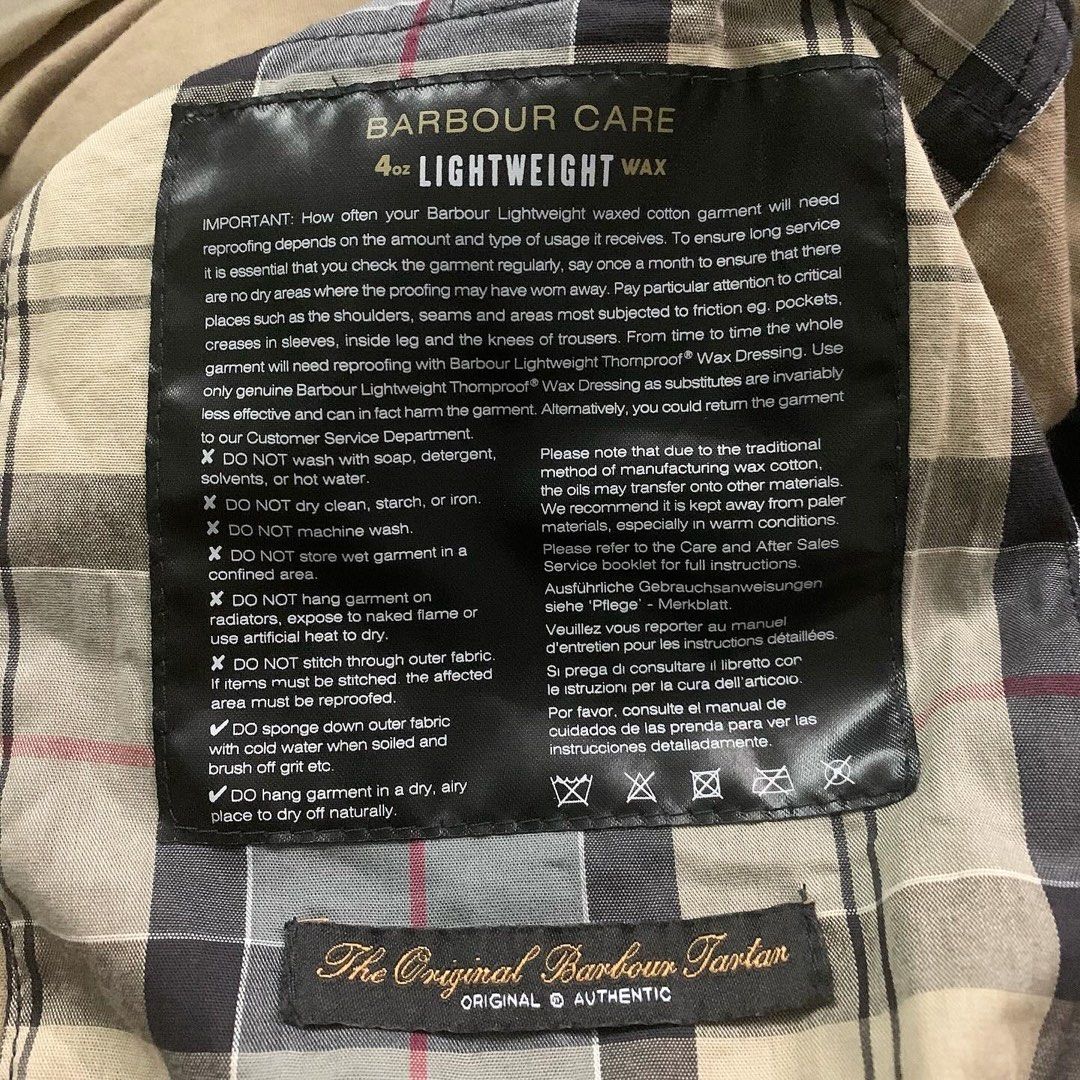 BARBOUR CARE
4oz LIGHTWEIGHT WAX
IMPORTANT: How often your Barbour Lightweight waxed cotton garment will need
reproofing depends on the amount and type of usage it receives. To ensure long service
it is essential that you check the garment regularly, say once a month to ensure that there
are no dry areas where the proofing may have worn away. Pay particular attention to critical
places such as the shoulders, seams and areas most subjected to friction eg. pockets,
creases in sleeves, inside leg and the knees of trousers. From time to time the whole
garment will need reproofing with Barbour Lightweight Thornproof® Wax Dressing. Use
only genuine Barbour Lightweight Thornproof® Wax Dressing as substitutes are invariably
less effective and can in fact harm the garment. Alternatively, you could return the garment
to our Customer Service Department.
✘ DO NOT wash with soap, detergent,
solvents, or hot water.
✘ DO NOT dry clean, starch, or iron.
✘ DO NOT machine wash.
✘ DO NOT store wet garment in a
confined area.
✘ DO NOT hang garment on
radiators, expose to naked flame or
use artificial heat to dry.
✘ DO NOT stitch through outer fabric.
If items must be stitched. the affected
area must be reproofed.
✔ DO sponge down outer fabric
with cold water when soiled and
brush off grit etc.
✔ DO hang garment in a dry, airy
place to dry off naturally.
Please note that due to the traditional
method of manufacturing wax cotton,
the oils may transfer onto other materials.
We recommend it is kept away from paler
materials, especially in warm conditions.
Please refer to the Care and After Sales
Service booklet for full instructions.
Ausführliche Gebrauchsanweisungen
siehe 'Pflege' - Merkblatt.
Veuillez vous reporter au manuel
d'entretien pour les instructions détaillées.
Si prega di consultare il libretto con
le istruzioni per la cura dell'articolo.
Por favor, consulte el manual de
cuidados de las prenda para ver las
instrucciones detalladamente.
The Original Barbour Tartan
ORIGINAL AUTHENTIC